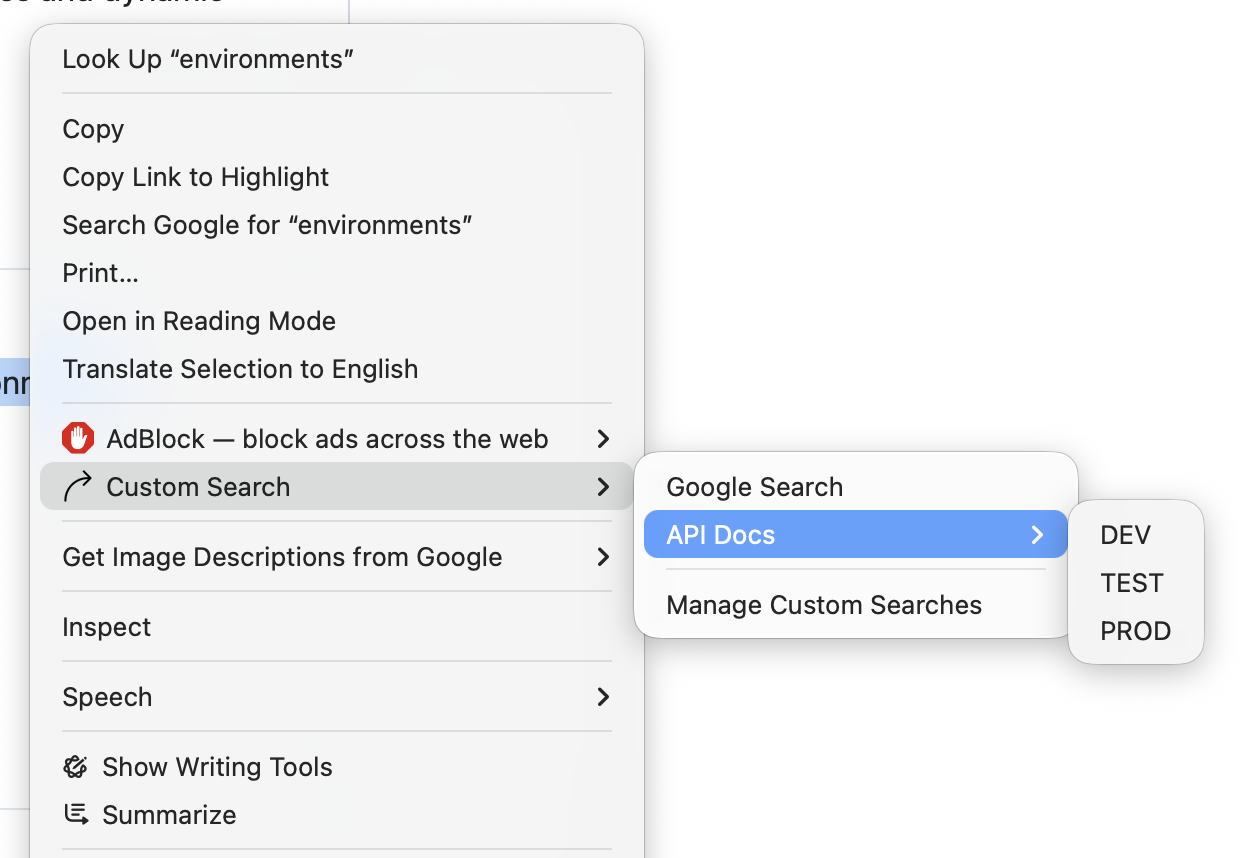 and dynamic
Look Up “environments”
Copy
Copy Link to Highlight
Search Google for “environments”
Print...
Open in Reading Mode
Translate Selection to English
AdBlock — block ads across the web
Custom Search
Google Search
API Docs
DEV
TEST
PROD
Manage Custom Searches
Get Image Descriptions from Google
Inspect
Speech
Show Writing Tools
Summarize